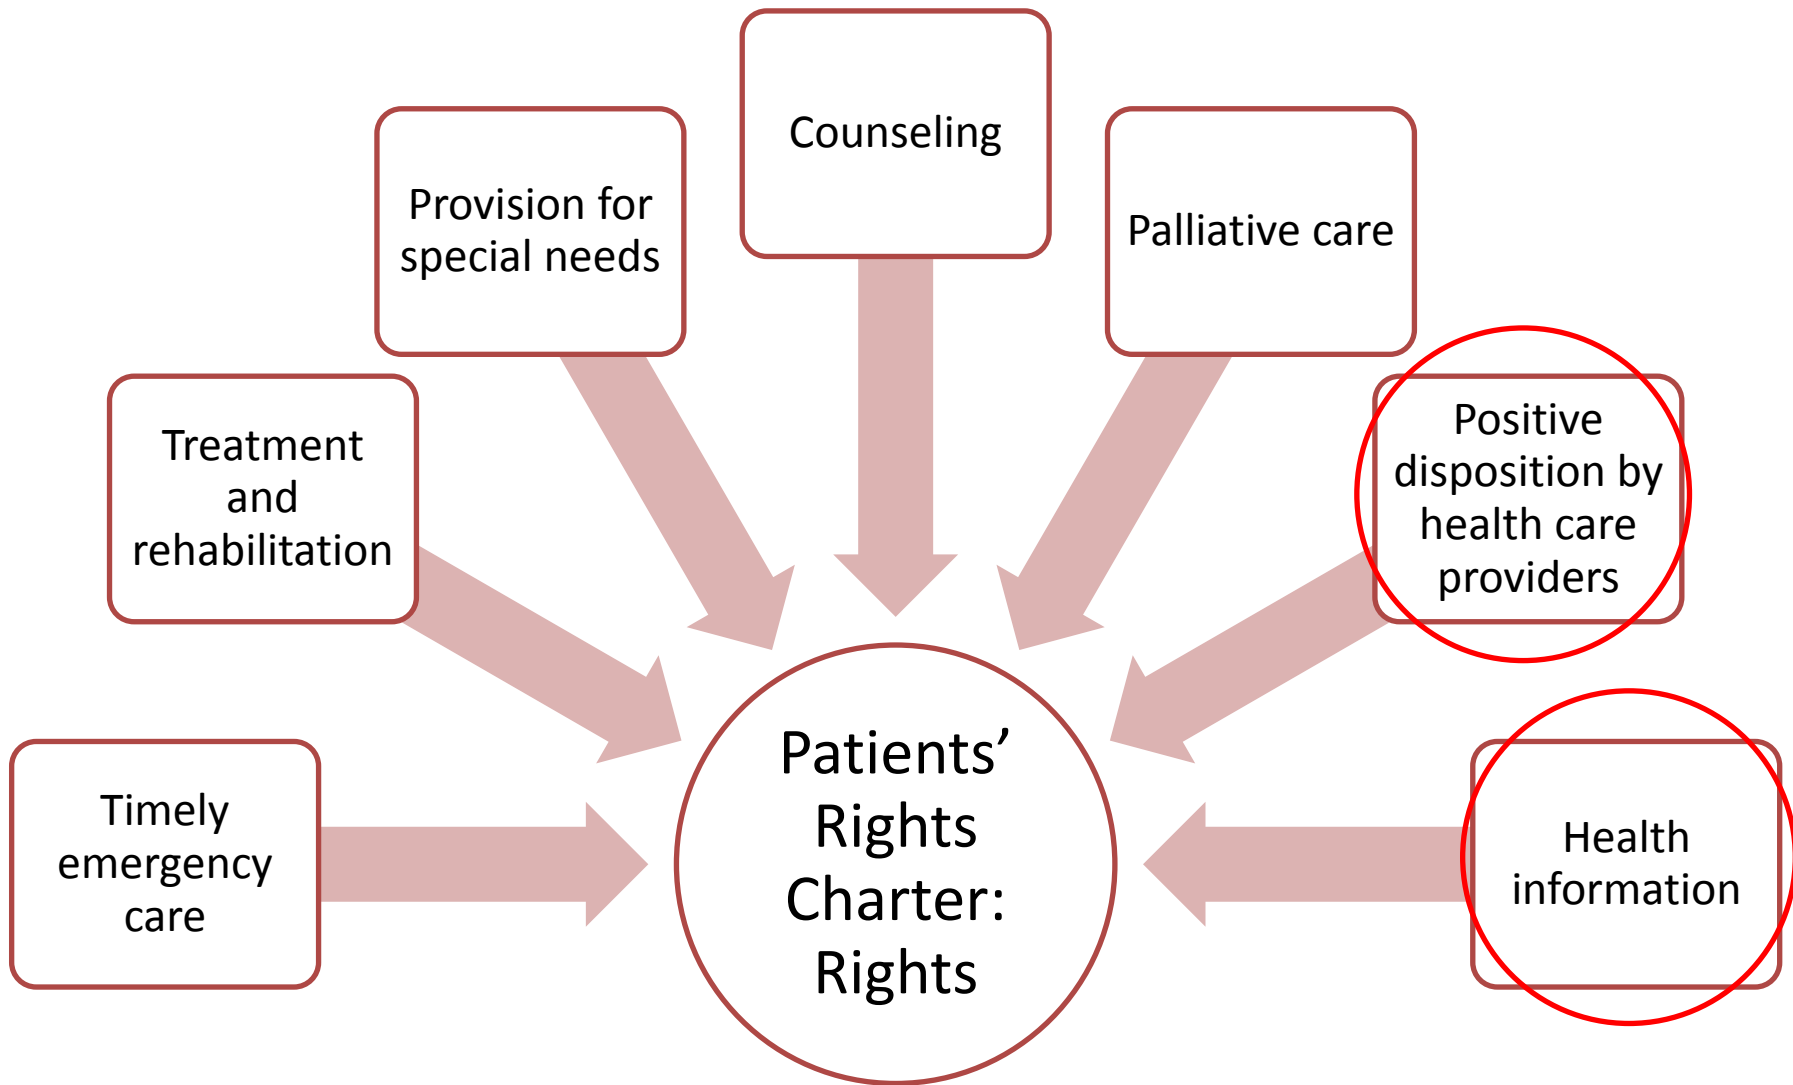 Counseling
Provision for
special needs
Palliative care
Treatment
and
rehabilitation
Positive
disposition by
health care
providers
Timely
emergency
care
Patients’
Rights
Charter:
Rights
Health
information